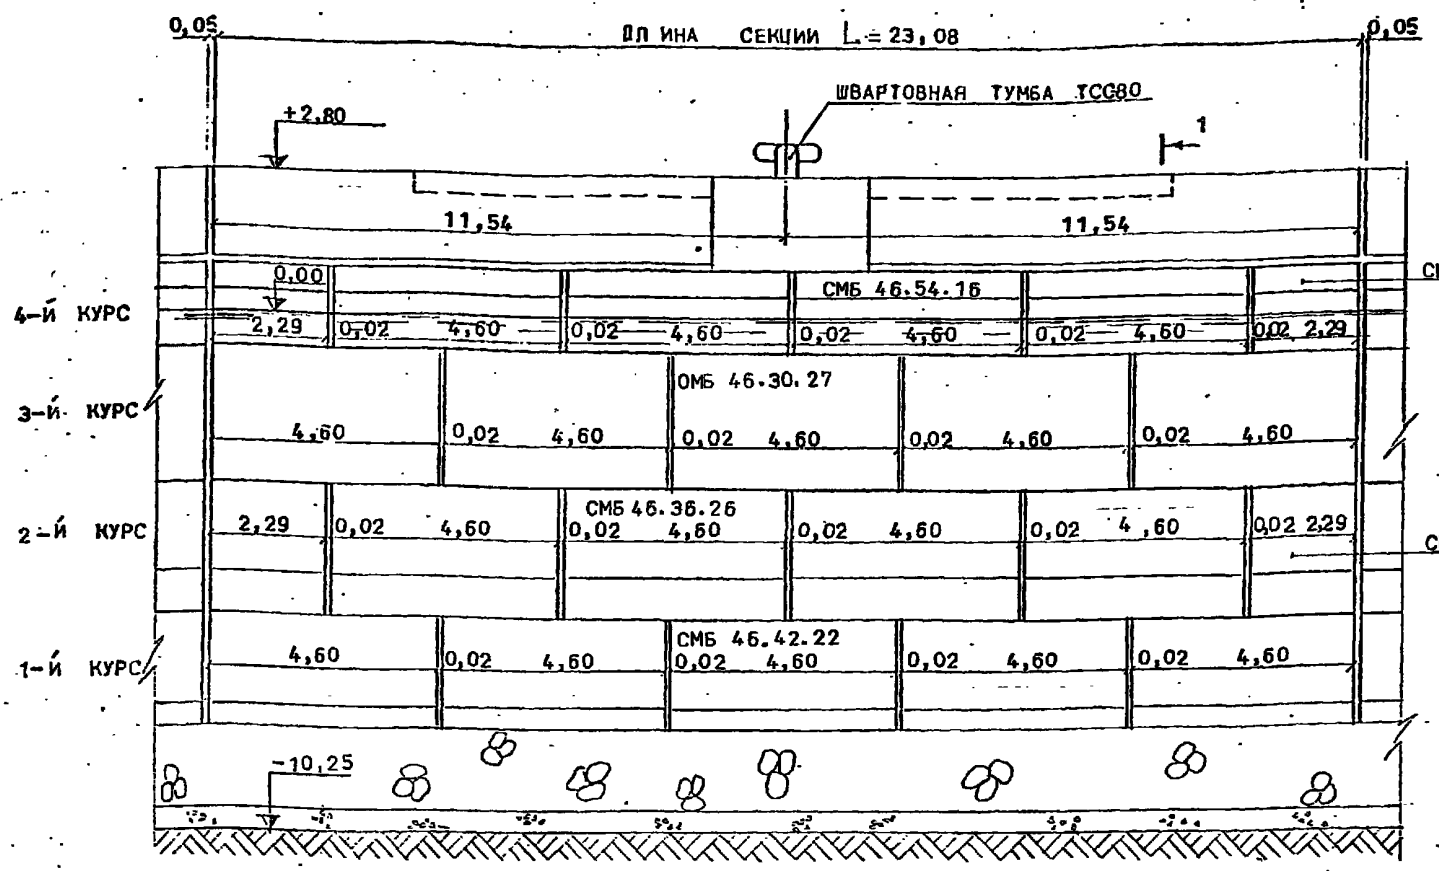 0,05 ДЛИНА СЕКЦИИ L = 23,08 0,05
ШВАРТОВНАЯ ТУМБА ТСС80
+2,80
1
11,54 11,54
0,00
СМБ 46.54.16
4-Й КУРС
2,29 0,02 4,60 0,02 4,60 0,02 4,60 0,02 4,60 0,02 2,29
ОМБ 46.30.27
3-Й КУРС
4,60 0,02 4,60 0,02 4,60 0,02 4,60 0,02 4,60
СМБ 46.36.26
2-Й КУРС
2,29 0,02 4,60 0,02 4,60 0,02 4,60 0,02 4,60 0,02 2,29
С
СМБ 46.42.22
1-Й КУРС
4,60 0,02 4,60 0,02 4,60 0,02 4,60 0,02 4,60
-10,25